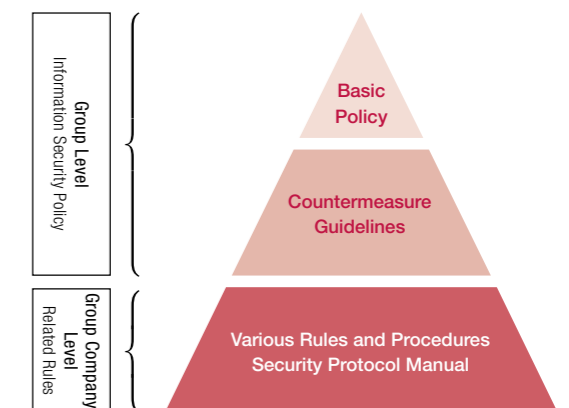 Group Level
Information Security Policy
Basic
Policy
Countermeasure
Guidelines
Group Company
Level
Related Rules
Various Rules and Procedures
Security Protocol Manual